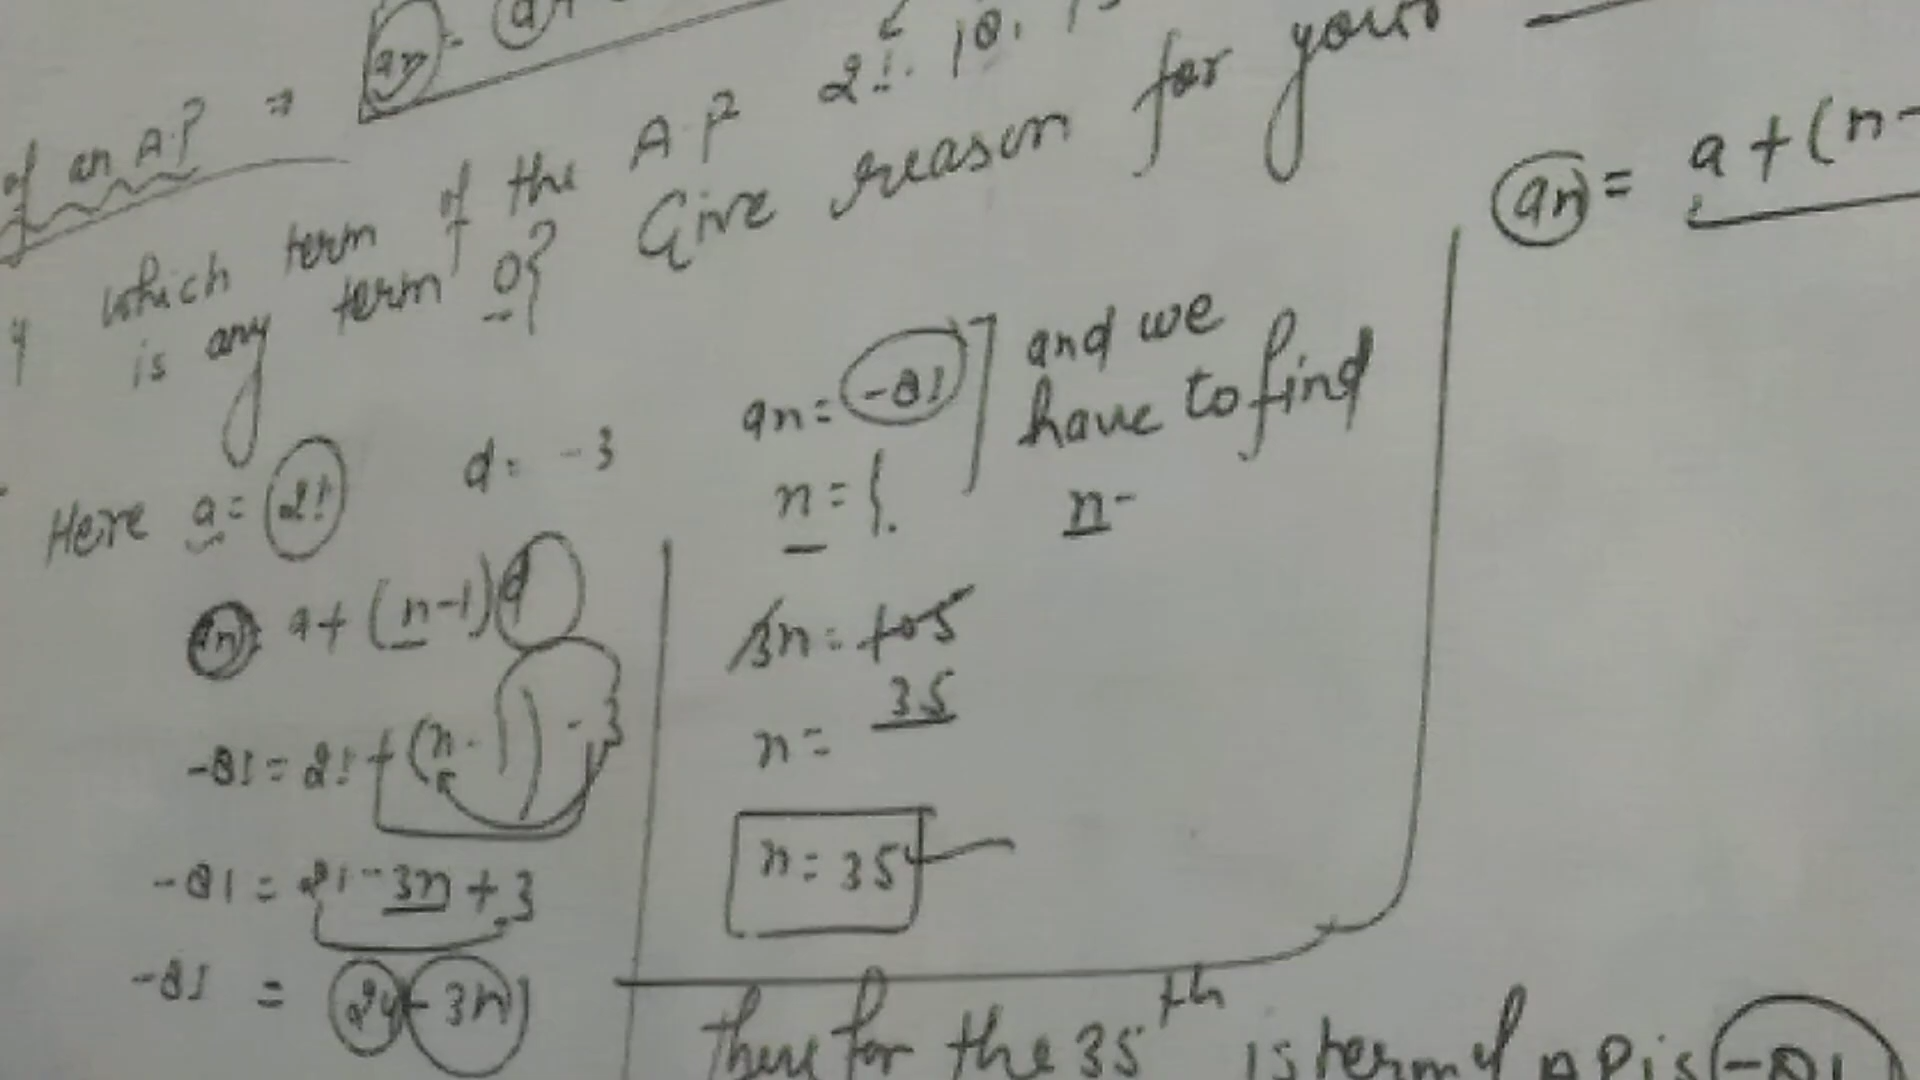 an =
of an A.P ⇒
which term of the A.P 21, 18, 1
is any term 0? Give reason for your
an = a + (n-
Here a = 21 d = -3 an = -81 and we
n = ?. have to find
n-
an = a + (n-1)d
-81 = 21 + (n-1) -3
-81 = 21 - 3n + 3
-81 = 24 - 3n
3n = 105
n = 35
n = 35
there for the 35th is term of AP is -81